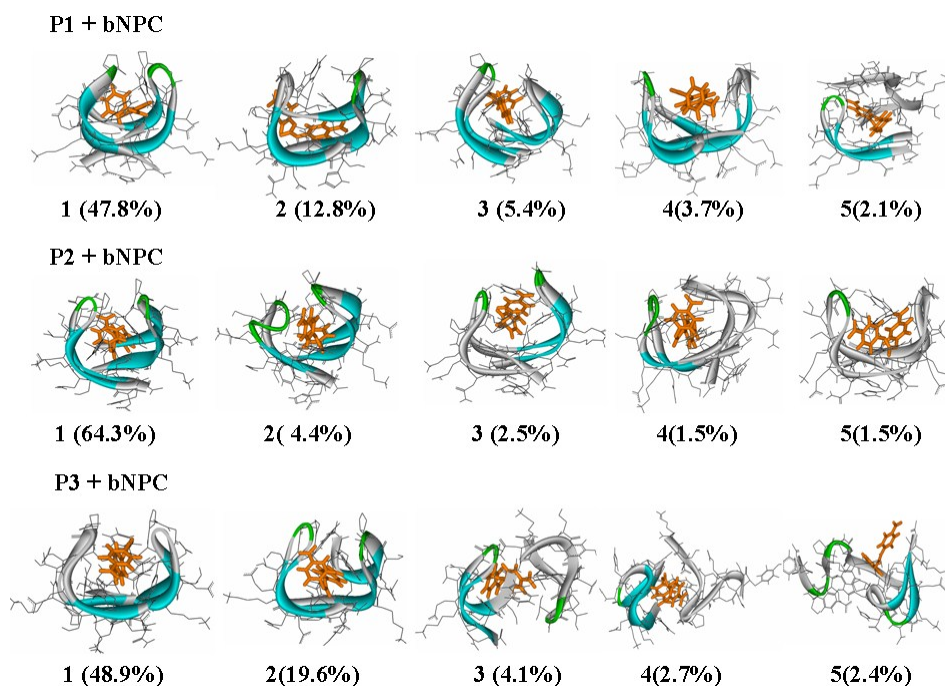 P1 + bNPC
1 (47.8%) 2 (12.8%) 3 (5.4%) 4(3.7%) 5(2.1%)
P2 + bNPC
1 (64.3%) 2( 4.4%) 3 (2.5%) 4(1.5%) 5(1.5%)
P3 + bNPC
1 (48.9%) 2(19.6%) 3 (4.1%) 4(2.7%) 5(2.4%)